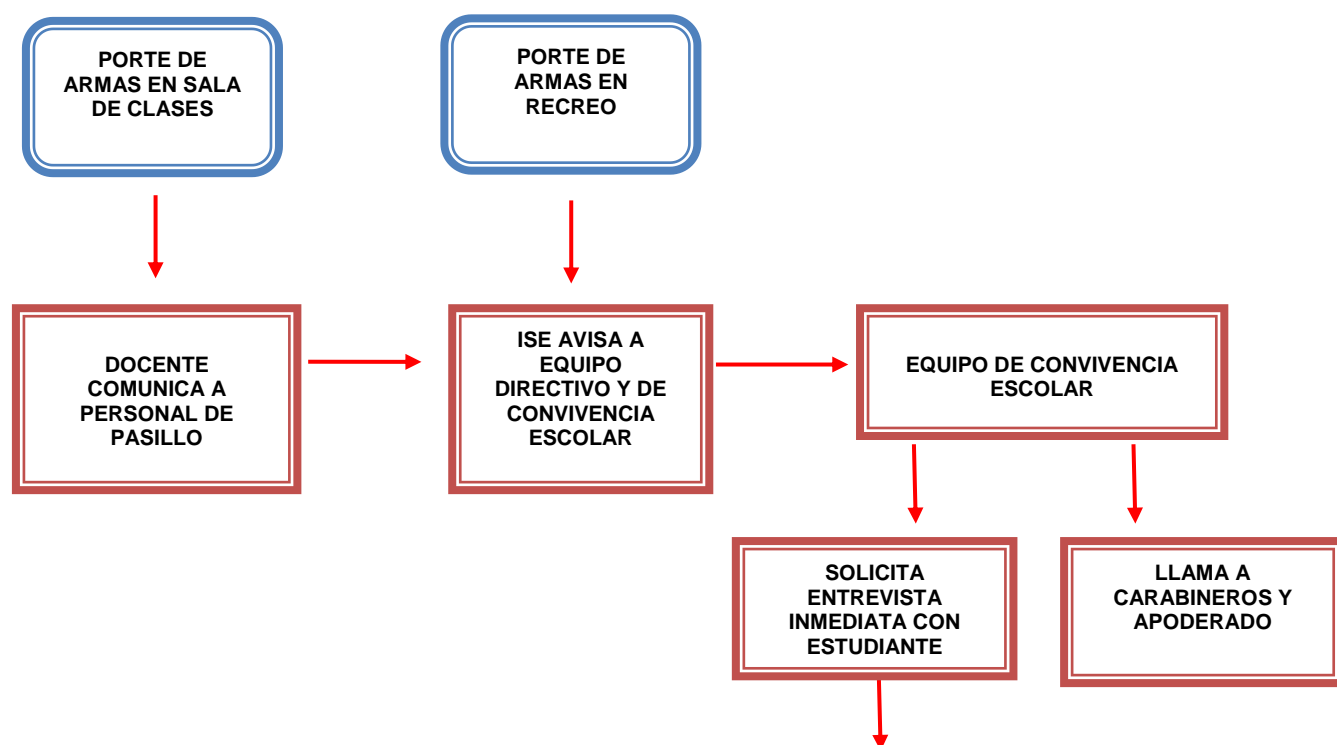 PORTE DE
ARMAS EN SALA
DE CLASES
PORTE DE
ARMAS EN
RECREO
DOCENTE
COMUNICA A
PERSONAL DE
PASILLO
ISE AVISA A
EQUIPO
DIRECTIVO Y DE
CONVIVENCIA
ESCOLAR
EQUIPO DE CONVIVENCIA
ESCOLAR
SOLICITA
ENTREVISTA
INMEDIATA CON
ESTUDIANTE
LLAMA A
CARABINEROS Y
APODERADO